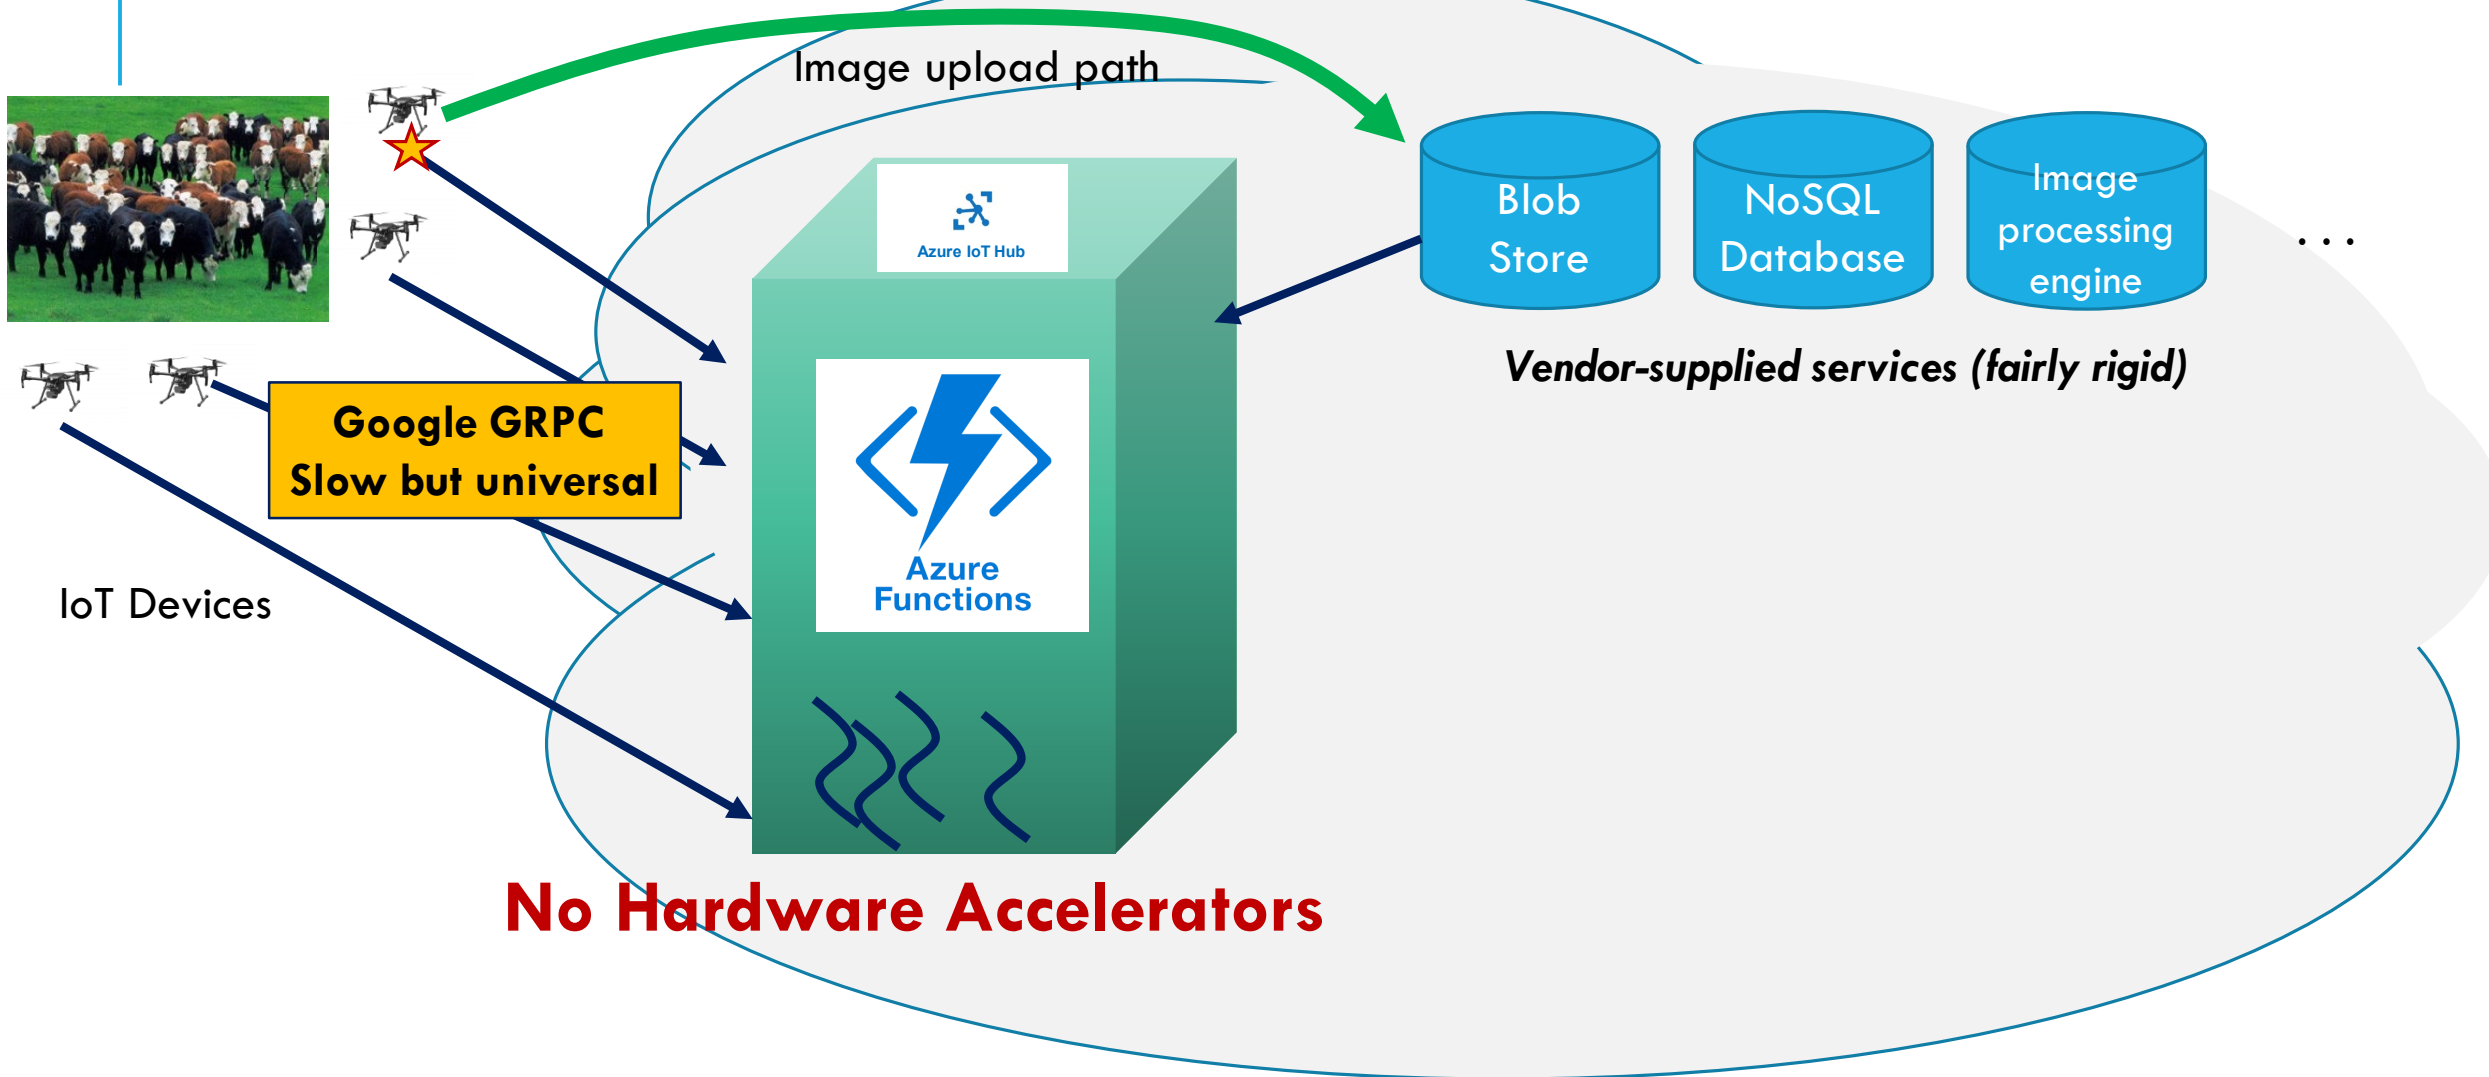 Image upload path
Azure IoT Hub
Blob
Store
NoSQL
Database
Image
processing
engine
. . .
Vendor-supplied services (fairly rigid)
Google GRPC
Slow but universal
Azure
Functions
IoT Devices
No Hardware Accelerators